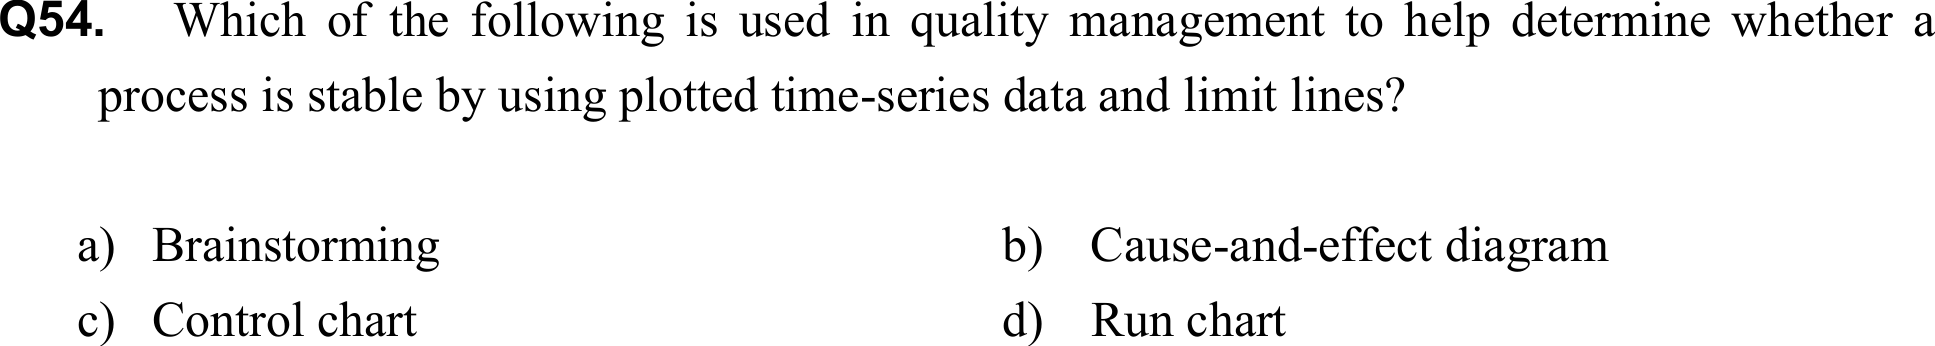 Q54. Which of the following is used in quality management to help determine whether a
process is stable by using plotted time-series data and limit lines?
a) Brainstorming b) Cause-and-effect diagram
c) Control chart d) Run chart